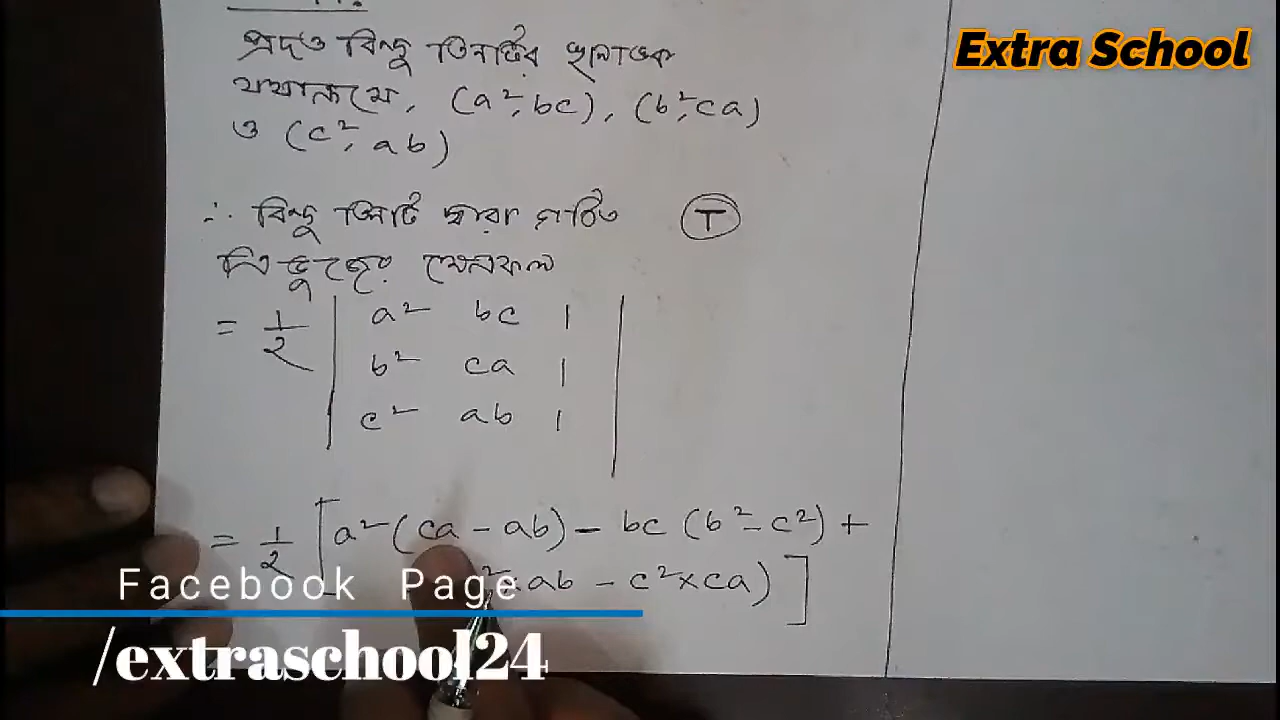 Extra School
প্রদত্ত বিন্দু তিনটির স্থানাঙ্ক
যথাক্রমে, (a², bc), (b², ca)
ও (c², ab)
∴ বিন্দু তিনটি দ্বারা গঠিত T
ত্রিভুজের ক্ষেত্রফল
= 1/2 | a² bc 1 |
b² ca 1
c² ab 1
= 1/2 [a² (ca - ab) - bc (b² - c²) +
² × ab - c² × ca) ]
Facebook Page
/extraschool24